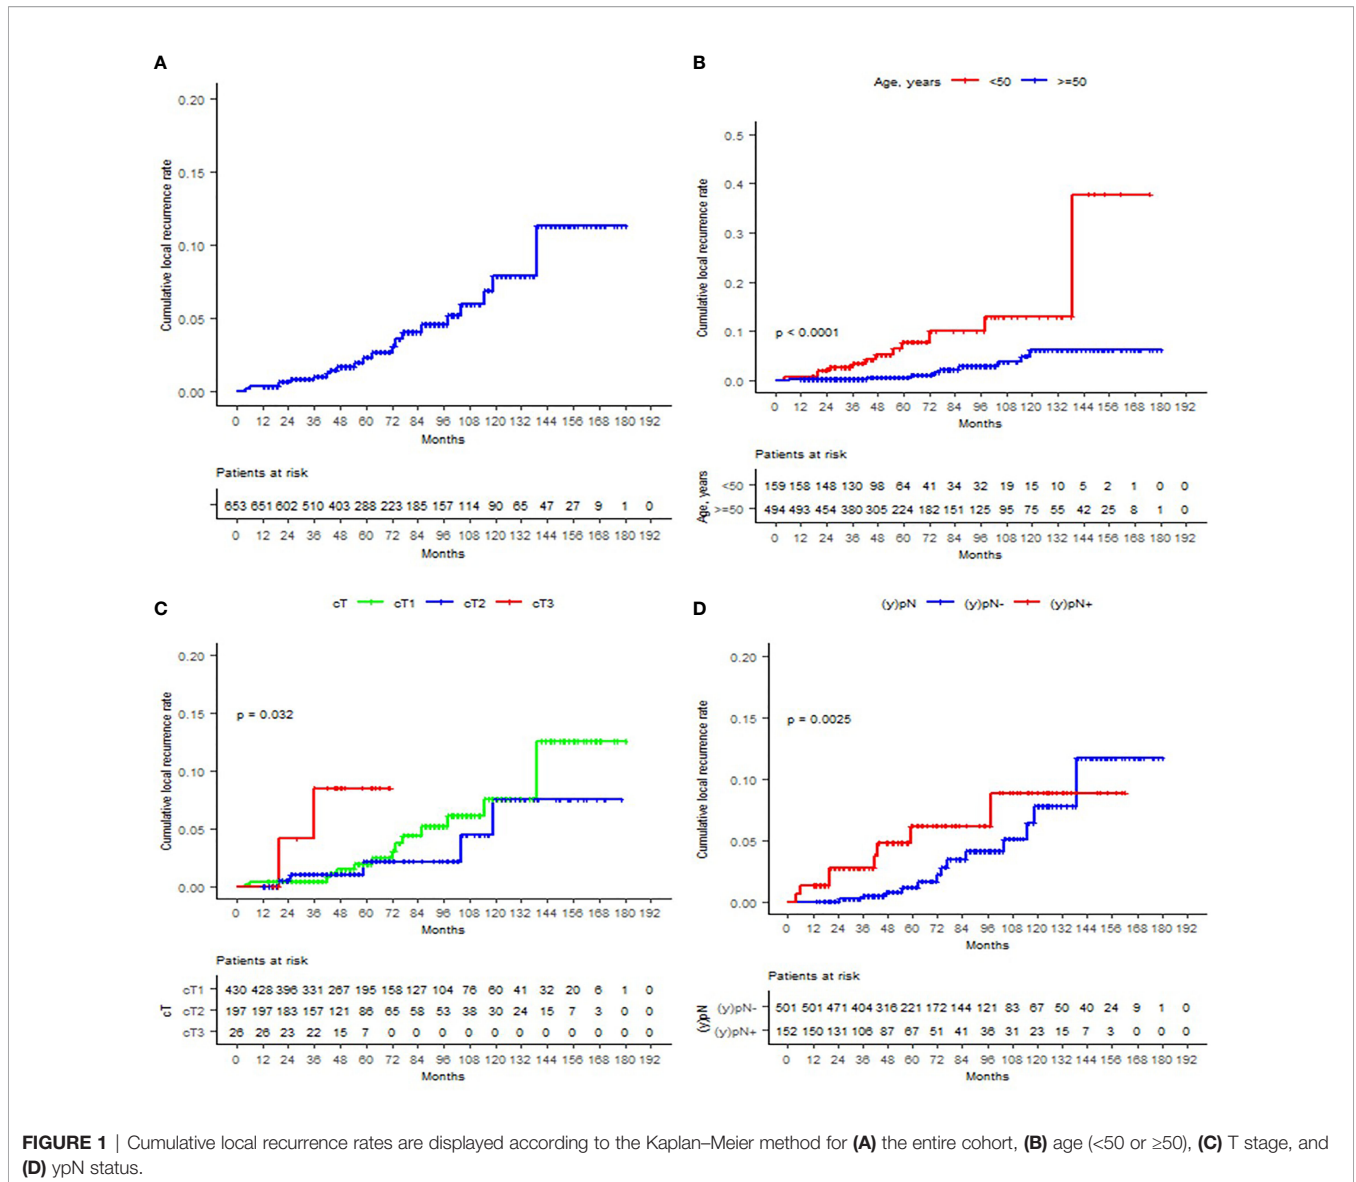 A
0.20
0.15
0.10
0.05
0.00
Cumulative local recurrence rate
0 12 24 36 48 60 72 84 96 108 120 132 144 156 168 180 192
Months
Patients at risk
653 651 602 510 403 288 223 185 157 114 90 65 47 27 9 1 0
0 12 24 36 48 60 72 84 96 108 120 132 144 156 168 180 192
Months
B
Age, years <50 >=50
0.5
0.4
0.3
0.2
0.1
0.0
Cumulative local recurrence rate
p < 0.0001
0 12 24 36 48 60 72 84 96 108 120 132 144 156 168 180 192
Months
Patients at risk
Age, years
<50 159 158 148 130 98 64 41 34 32 19 15 10 5 2 1 0 0
>=50 494 493 454 380 305 224 182 151 125 95 75 55 42 25 8 1 0
0 12 24 36 48 60 72 84 96 108 120 132 144 156 168 180 192
Months
C
cT cT1 cT2 cT3
0.20
0.15
0.10
0.05
0.00
Cumulative local recurrence rate
p = 0.032
0 12 24 36 48 60 72 84 96 108 120 132 144 156 168 180 192
Months
Patients at risk
cT
cT1 430 428 396 331 267 195 158 127 104 76 60 41 32 20 6 1 0
cT2 197 197 183 157 121 86 65 58 53 38 30 24 15 7 3 0 0
cT3 26 26 23 22 15 7 0 0 0 0 0 0 0 0 0 0 0
0 12 24 36 48 60 72 84 96 108 120 132 144 156 168 180 192
Months
D
(y)pN (y)pN- (y)pN+
0.20
0.15
0.10
0.05
0.00
Cumulative local recurrence rate
p = 0.0025
0 12 24 36 48 60 72 84 96 108 120 132 144 156 168 180 192
Months
Patients at risk
(y)pN
(y)pN- 501 501 471 404 316 221 172 144 121 83 67 50 40 24 9 1 0
(y)pN+ 152 150 131 106 87 67 51 41 36 31 23 15 7 3 0 0 0
0 12 24 36 48 60 72 84 96 108 120 132 144 156 168 180 192
Months
FIGURE 1 | Cumulative local recurrence rates are displayed according to the Kaplan–Meier method for (A) the entire cohort, (B) age (<50 or ≥50), (C) T stage, and
(D) ypN status.